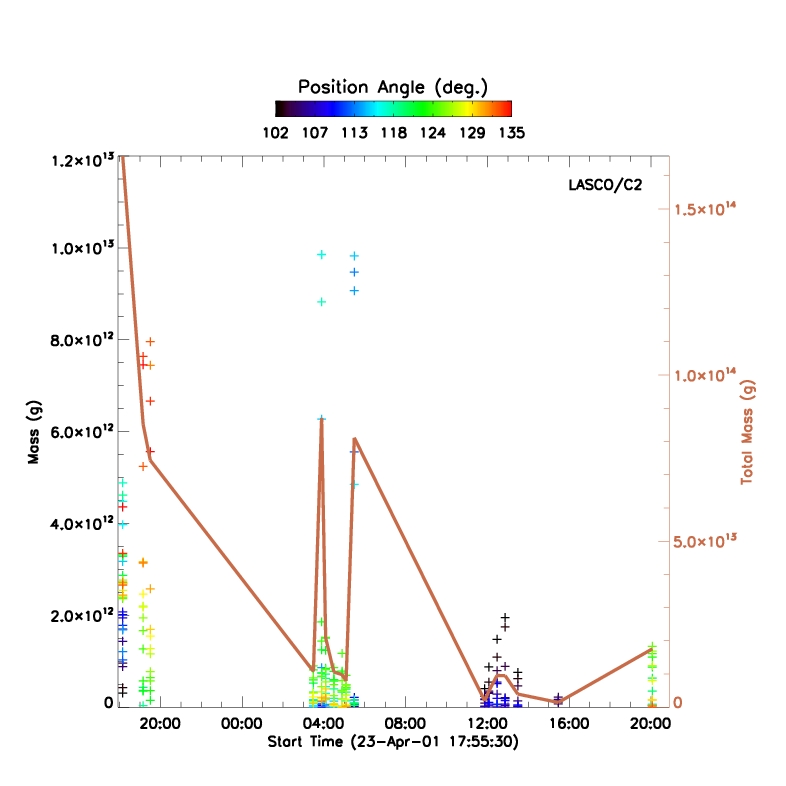 Position Angle (deg.)
102 107 113 118 124 129 135
LASCO/C2
1.2×10¹³
1.0×10¹³
8.0×10¹²
6.0×10¹²
4.0×10¹²
2.0×10¹²
0
Mass (g)
1.5×10¹⁴
1.0×10¹⁴
5.0×10¹³
0
Total Mass (g)
20:00 00:00 04:00 08:00 12:00 16:00 20:00
Start Time (23-Apr-01 17:55:30)